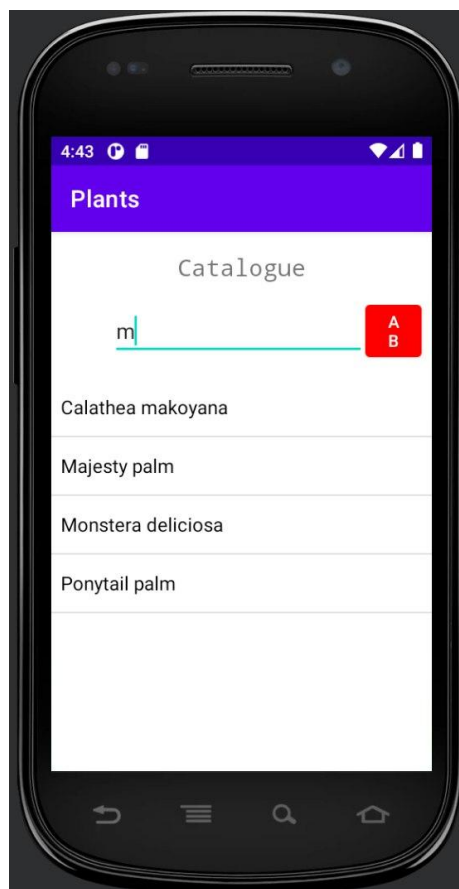 4:43
Plants
Catalogue
m
A
B
Calathea makoyana
Majesty palm
Monstera deliciosa
Ponytail palm